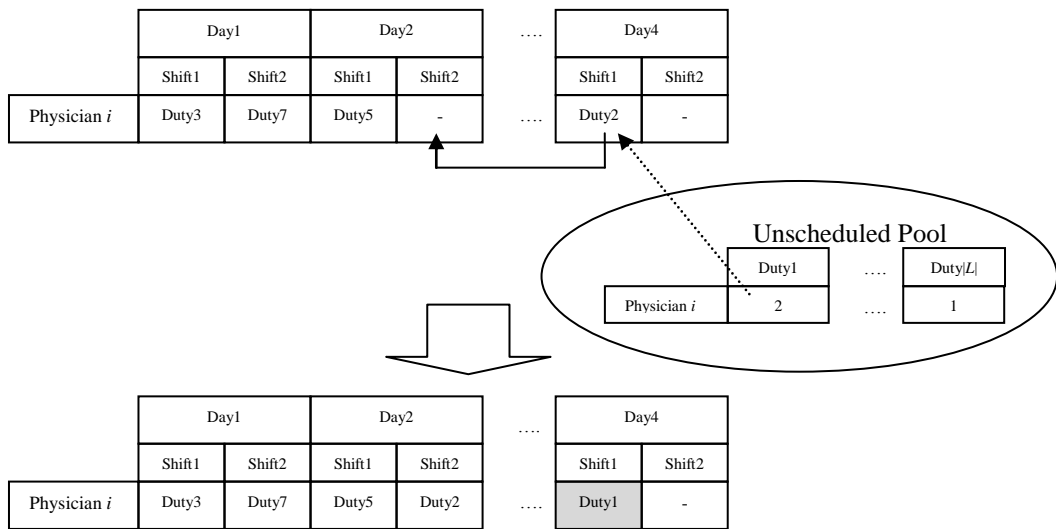 Day1 Day2 …. Day4
Shift1 Shift2 Shift1 Shift2 Shift1 Shift2
Physician i Duty3 Duty7 Duty5 - …. Duty2 -
Unscheduled Pool
Duty1 …. Duty|L|
Physician i 2 …. 1
Day1 Day2 …. Day4
Shift1 Shift2 Shift1 Shift2 Shift1 Shift2
Physician i Duty3 Duty7 Duty5 Duty2 …. Duty1 -